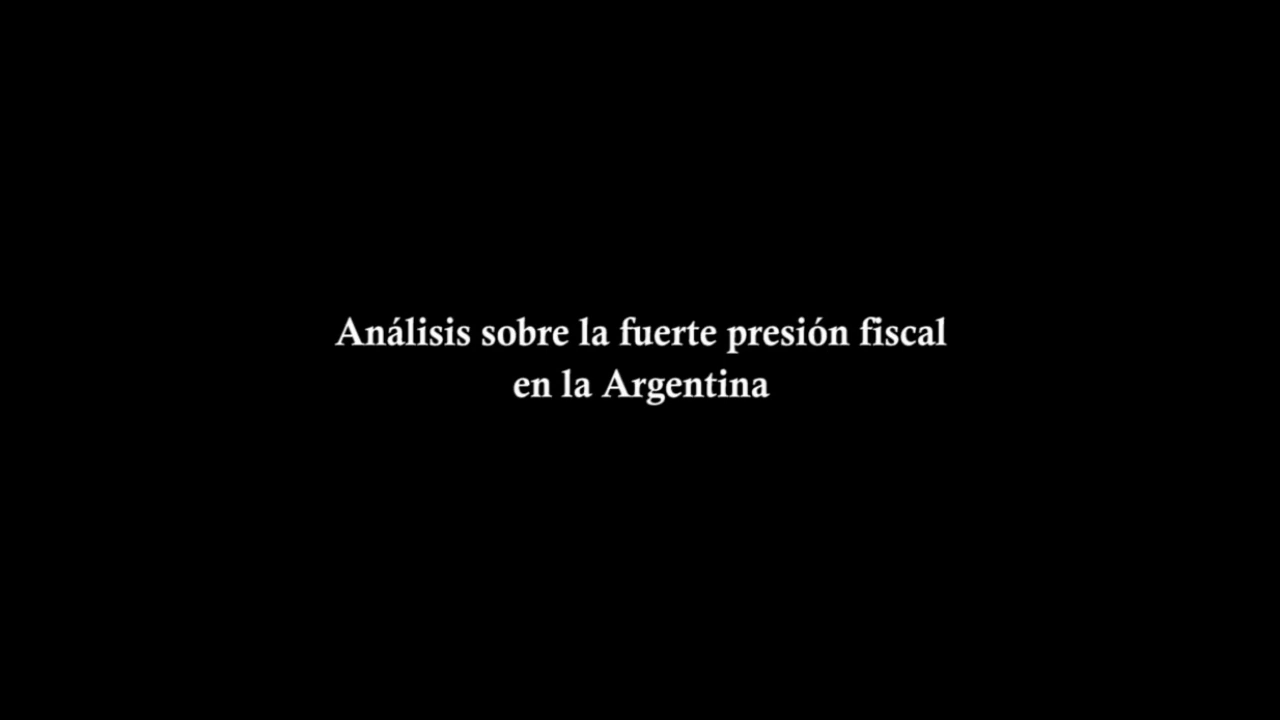 Análisis sobre la fuerte presión fiscal
en la Argentina